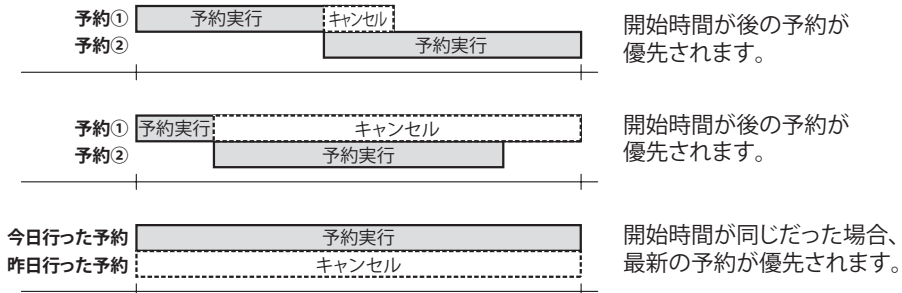 予約① 予約実行 キャンセル
予約② 予約実行
開始時間が後の予約が
優先されます。
予約① 予約実行 キャンセル
予約② 予約実行
開始時間が後の予約が
優先されます。
今日行った予約 予約実行
昨日行った予約 キャンセル
開始時間が同じだった場合、
最新の予約が優先されます。